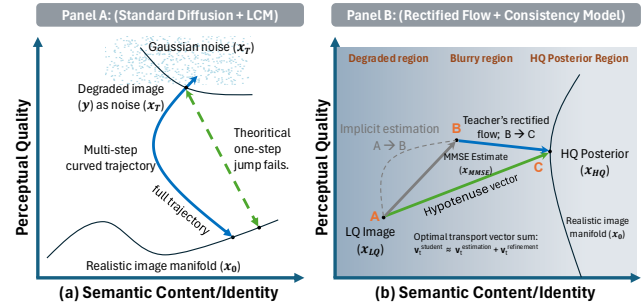 Panel A: (Standard Diffusion + LCM)
Gaussian noise (x_T)
Degraded image
(y) as noise (x_T)
Multi-step
curved trajectory
Theoritical
one-step
jump fails.
full trajectory
Realistic image manifold (x_0)
Perceptual Quality
(a) Semantic Content/Identity
Panel B: (Rectified Flow + Consistency Model)
Degraded region
Blurry region
HQ Posterior Region
Implicit estimation
A → B
B
Teacher's rectified
flow; B → C
MMSE Estimate
(x_MMSE)
C
HQ Posterior
(x_HQ)
Hypotenuse vector
A
LQ Image
(x_LQ)
Optimal transport vector sum:
v_t^student ≈ v_t^estimation + v_t^refinement
Realistic image
manifold (x_0)
Perceptual Quality
(b) Semantic Content/Identity